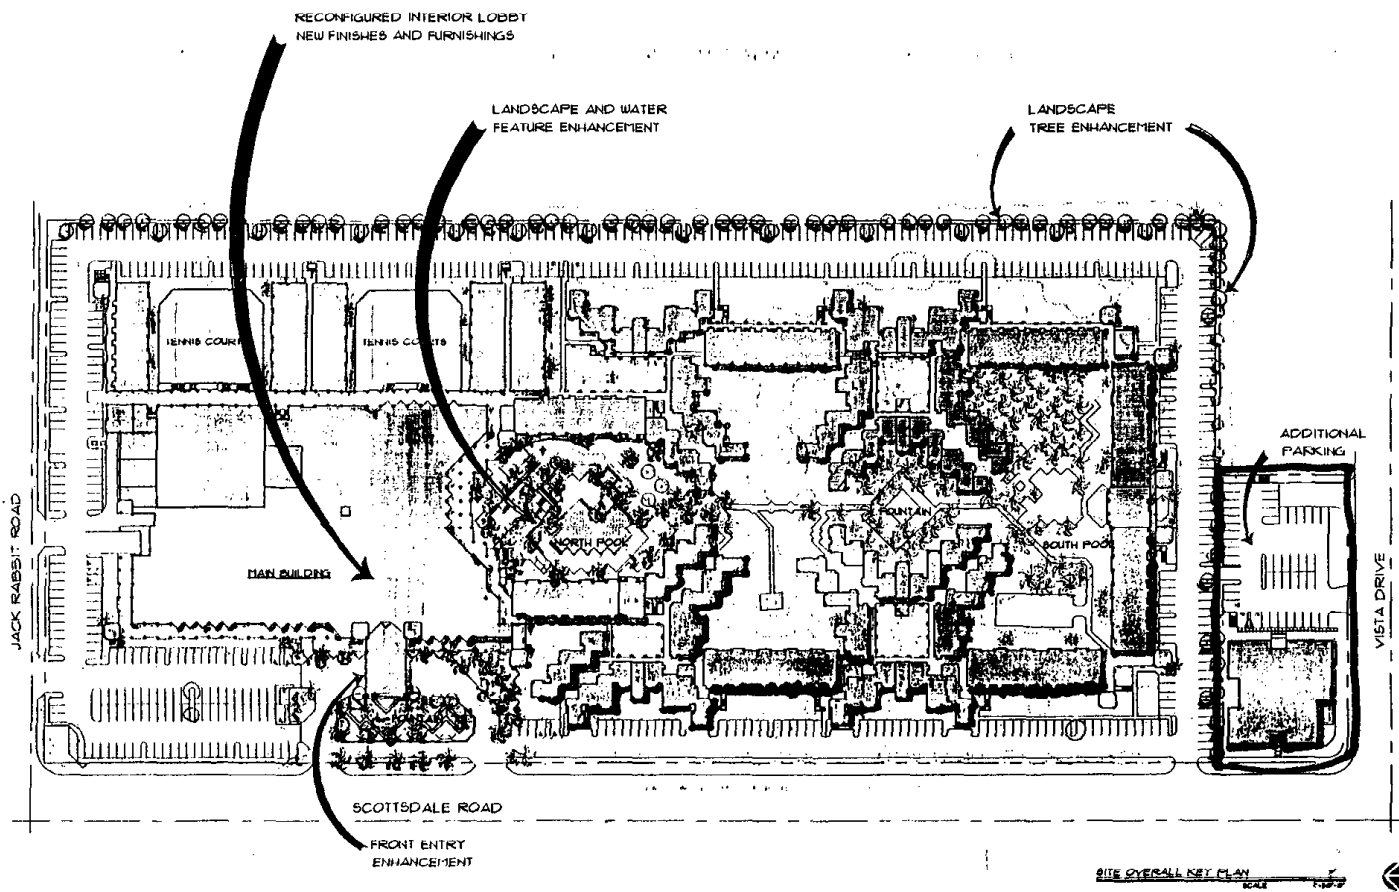 RECONFIGURED INTERIOR LOBBY
NEW FINISHES AND FURNISHINGS
LANDSCAPE AND WATER
FEATURE ENHANCEMENT
LANDSCAPE
TREE ENHANCEMENT
TENNIS COURTS
TENNIS COURTS
ADDITIONAL
PARKING
JACK RABBIT ROAD
NORTH POOL
FOUNTAIN
SOUTH POOL
MAIN BUILDING
VISTA DRIVE
SCOTTSDALE ROAD
FRONT ENTRY
ENHANCEMENT
SITE OVERALL KEY PLAN
SCALE